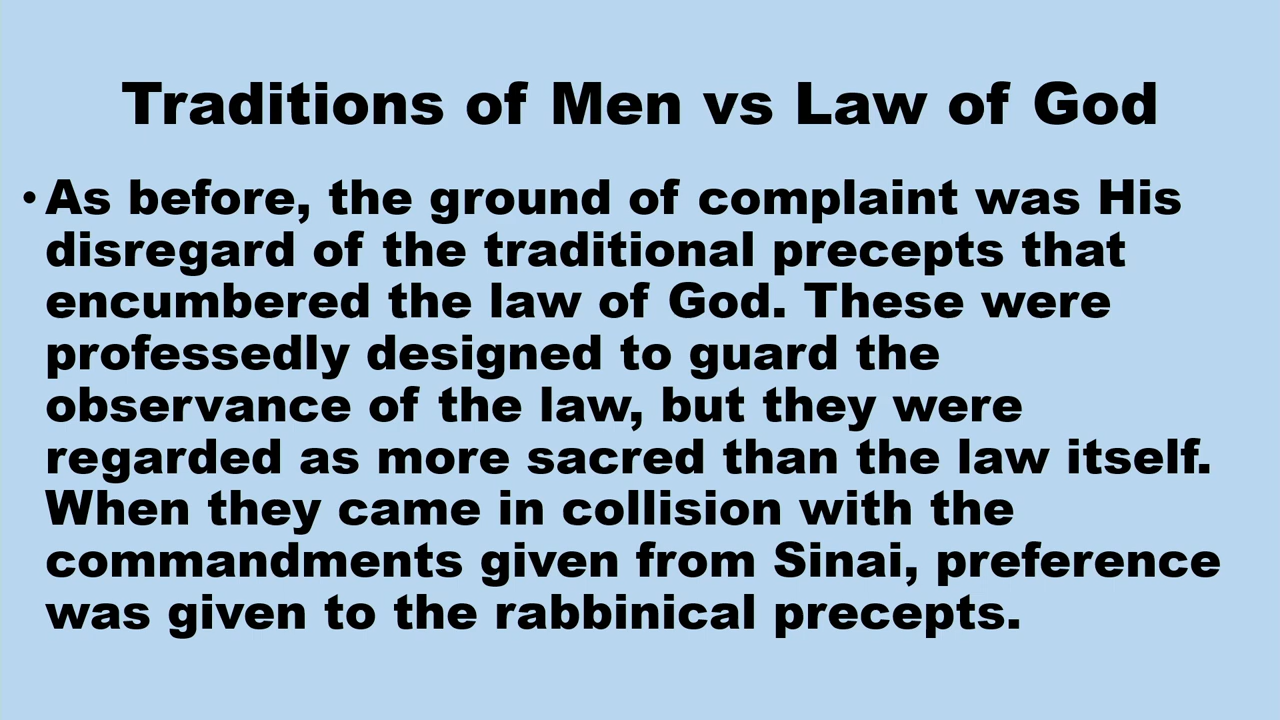 Traditions of Men vs Law of God
• As before, the ground of complaint was His
disregard of the traditional precepts that
encumbered the law of God. These were
professedly designed to guard the
observance of the law, but they were
regarded as more sacred than the law itself.
When they came in collision with the
commandments given from Sinai, preference
was given to the rabbinical precepts.